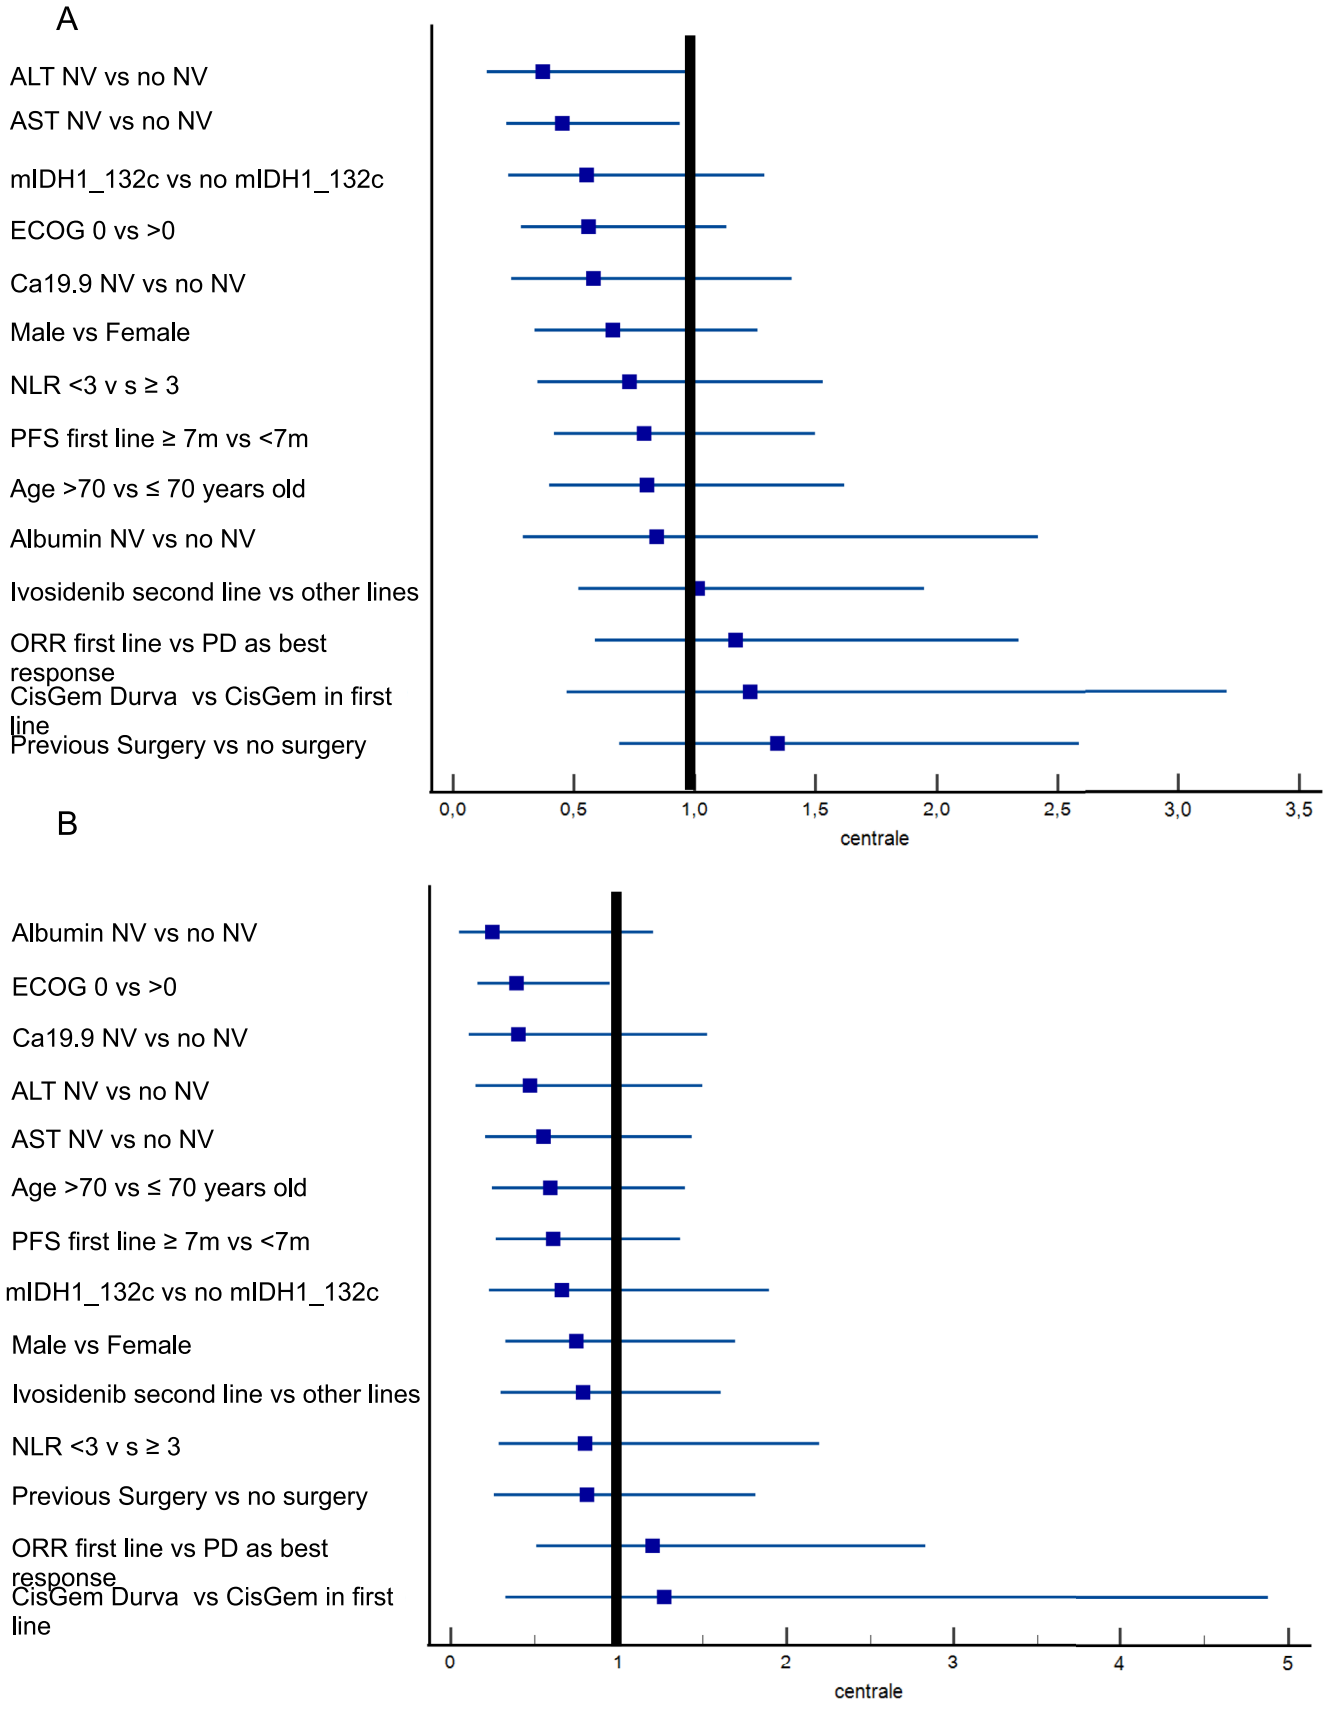 A
ALT NV vs no NV
AST NV vs no NV
mIDH1_132c vs no mIDH1_132c
ECOG 0 vs >0
Ca19.9 NV vs no NV
Male vs Female
NLR <3 v s ≥ 3
PFS first line ≥ 7m vs <7m
Age >70 vs ≤ 70 years old
Albumin NV vs no NV
Ivosidenib second line vs other lines
ORR first line vs PD as best
response
CisGem Durva  vs CisGem in first
line
Previous Surgery vs no surgery
0,0 0,5 1,0 1,5 2,0 2,5 3,0 3,5
centrale
B
Albumin NV vs no NV
ECOG 0 vs >0
Ca19.9 NV vs no NV
ALT NV vs no NV
AST NV vs no NV
Age >70 vs ≤ 70 years old
PFS first line ≥ 7m vs <7m
mIDH1_132c vs no mIDH1_132c
Male vs Female
Ivosidenib second line vs other lines
NLR <3 v s ≥ 3
Previous Surgery vs no surgery
ORR first line vs PD as best
response
CisGem Durva  vs CisGem in first
line
0 1 2 3 4 5
centrale